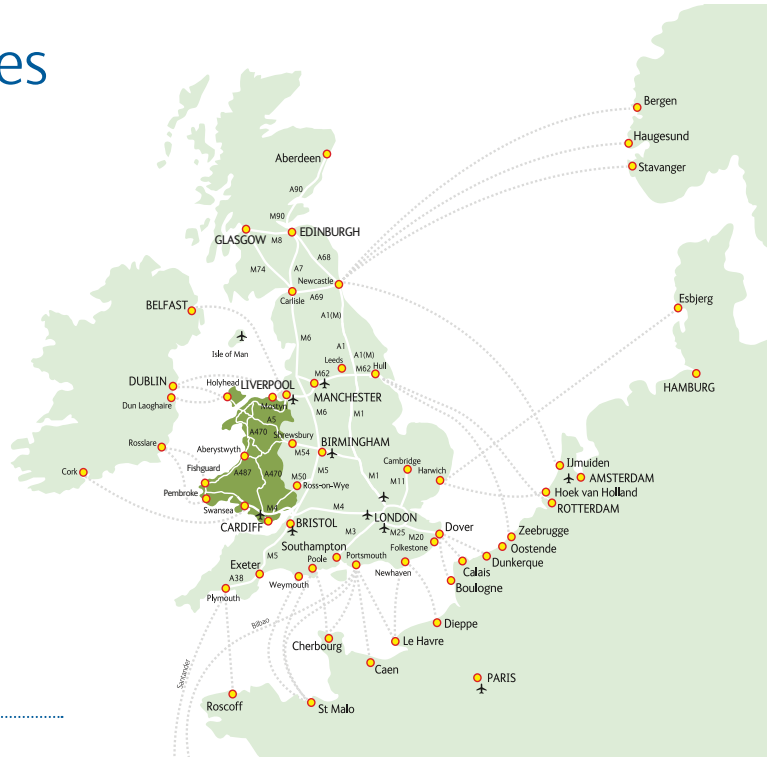 es
Bergen
Haugesund
Stavanger
Aberdeen
A90
M90
GLASGOW
M8
EDINBURGH
A68
M74
A7
Newcastle
Carlisle
A69
Esbjerg
BELFAST
A1(M)
Isle of Man
M6
A1
A1(M)
Leeds
M62
M62
Hull
HAMBURG
DUBLIN
Holyhead
LIVERPOOL
Dun Laoghaire
Mostyn
MANCHESTER
M6
M1
A5
A470
Shrewsbury
Rosslare
BIRMINGHAM
Aberystwyth
M54
Cambridge
IJmuiden
Cork
Fishguard
A487
A470
M5
M1
M11
Harwich
AMSTERDAM
M50
Ross-on-Wye
Pembroke
Hoek van Holland
Swansea
M4
M4
ROTTERDAM
CARDIFF
BRISTOL
LONDON
M3
M25
Dover
Zeebrugge
M20
Folkestone
Oostende
Southampton
Dunkerque
M5
Exeter
Poole
Portsmouth
Calais
A38
Weymouth
Newhaven
Boulogne
Plymouth
Bilbao
Dieppe
Cherbourg
Le Havre
Santander
Caen
PARIS
Roscoff
St Malo